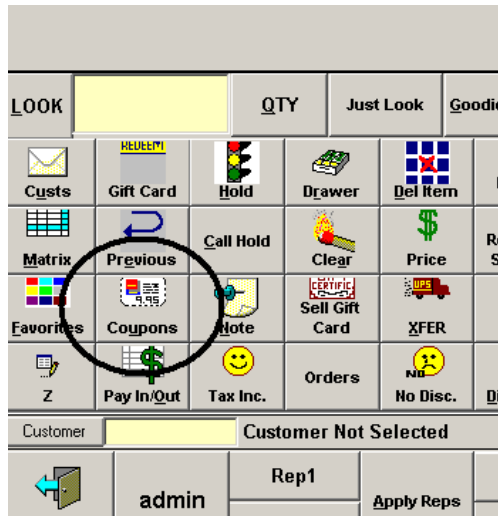 LOOK QTY Just Look Goodie
REDEEM
Custs Gift Card Hold Drawer Del Item
Matrix Previous Call Hold Clear Price
9.95 CERTIFIC UPS
Favorites Coupons Note Sell Gift Card XFER
NO
Z Pay In/Out Tax Inc. Orders No Disc.
Customer Customer Not Selected
admin Rep1 Apply Reps